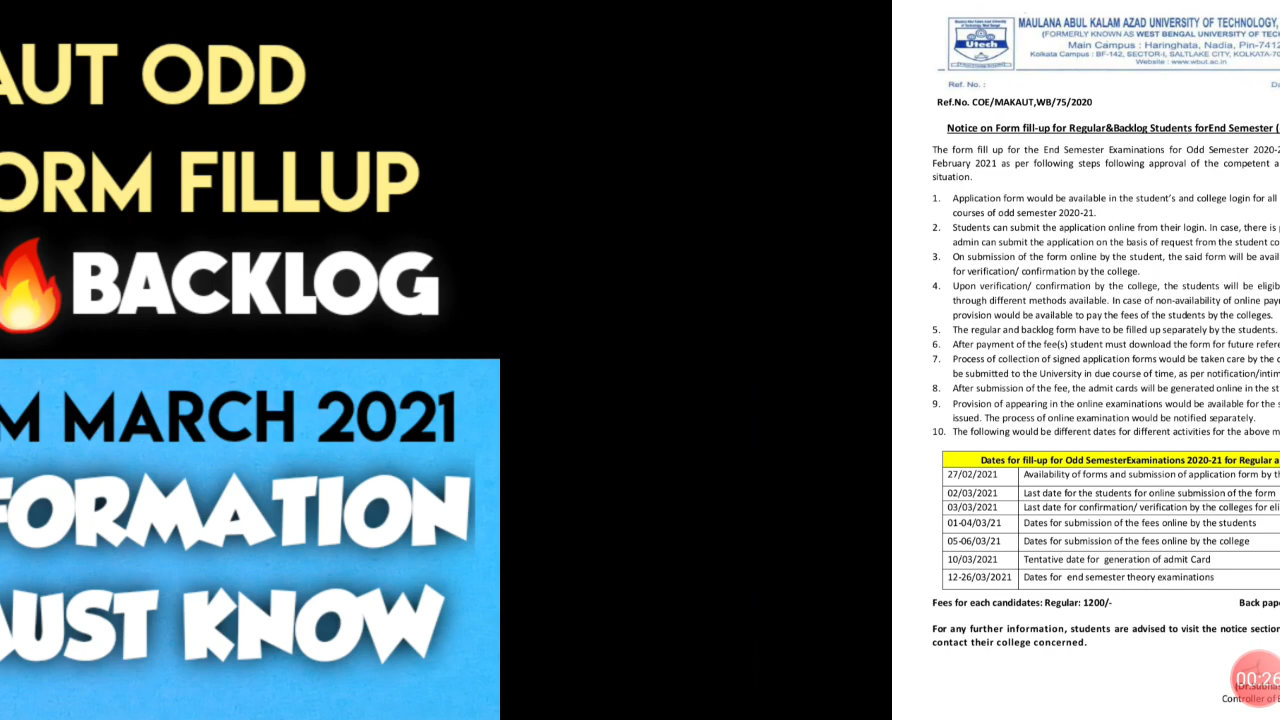 AUT ODD
ORM FILLUP
BACKLOG
M MARCH 2021
FORMATION
UST KNOW
MAULANA ABUL KALAM AZAD UNIVERSITY OF TECHNOLOGY,
(FORMERLY KNOWN AS WEST BENGAL UNIVERSITY OF TECH
Main Campus : Haringhata, Nadia, Pin-7412
Kolkata Campus : BF-142, SECTOR-I, SALTLAKE CITY, KOLKATA-70
Website : www.wbut.ac.in
Utech
Ref. No. :
Ref.No. COE/MAKAUT,WB/75/2020
Notice on Form fill-up for Regular&Backlog Students forEnd Semester (
The form fill up for the End Semester Examinations for Odd Semester 2020-2
February 2021 as per following steps following approval of the competent a
situation.
1. Application form would be available in the student's and college login for all
courses of odd semester 2020-21.
2. Students can submit the application online from their login. In case, there is p
admin can submit the application on the basis of request from the student co
3. On submission of the form online by the student, the said form will be avail
for verification/ confirmation by the college.
4. Upon verification/ confirmation by the college, the students will be eligib
through different methods available. In case of non-availability of online pay
provision would be available to pay the fees of the students by the colleges.
5. The regular and backlog form have to be filled up separately by the students.
6. After payment of the fee(s) student must download the form for future refere
7. Process of collection of signed application forms would be taken care by the c
be submitted to the University in due course of time, as per notification/intim
8. After submission of the fee, the admit cards will be generated online in the st
9. Provision of appearing in the online examinations would be available for the s
issued. The process of online examination would be notified separately.
10. The following would be different dates for different activities for the above m
Dates for fill-up for Odd SemesterExaminations 2020-21 for Regular a
27/02/2021 Availability of forms and submission of application form by th
02/03/2021 Last date for the students for online submission of the form
03/03/2021 Last date for confirmation/ verification by the colleges for eli
01-04/03/21 Dates for submission of the fees online by the students
05-06/03/21 Dates for submission of the fees online by the college
10/03/2021 Tentative date for generation of admit Card
12-26/03/2021 Dates for end semester theory examinations
Fees for each candidates: Regular: 1200/- Back pape
For any further information, students are advised to visit the notice section
contact their college concerned.
00:26
Controller of E